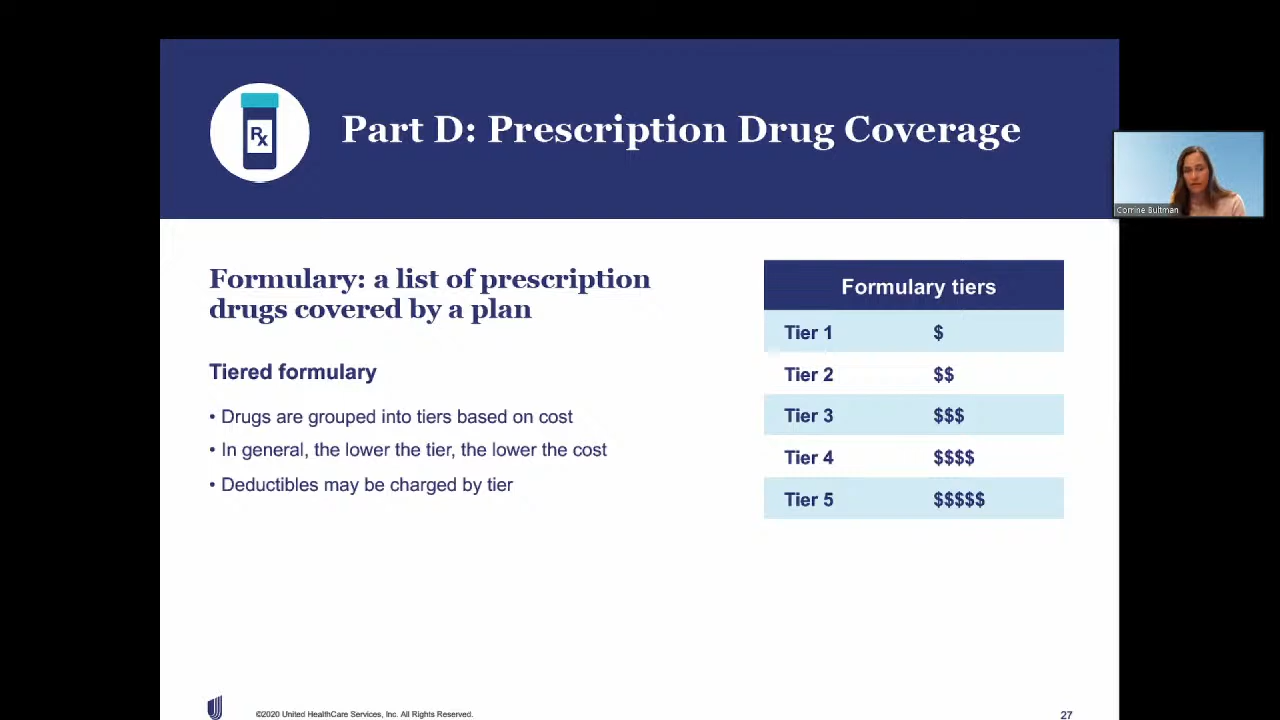 Rx
Part D: Prescription Drug Coverage
Corrine Bultman
Formulary: a list of prescription
drugs covered by a plan
Tiered formulary
• Drugs are grouped into tiers based on cost
• In general, the lower the tier, the lower the cost
• Deductibles may be charged by tier
Formulary tiers
Tier 1 $
Tier 2 $$
Tier 3 $$$
Tier 4 $$$$
Tier 5 $$$$$
©2020 United HealthCare Services, Inc. All Rights Reserved.
27